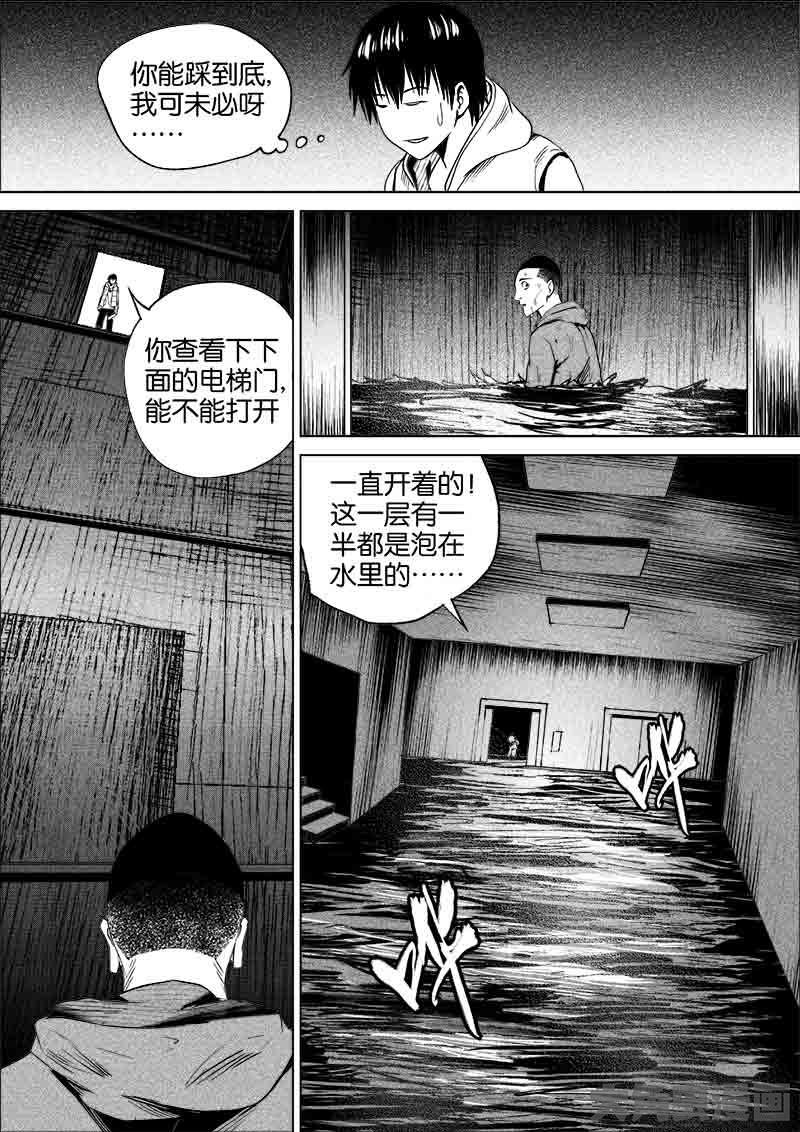 你能踩到底，
我可未必呀
……
你查看下下
面的电梯门，
能不能打开
一直开着的！
这一层有一
半都是泡在
水里的……